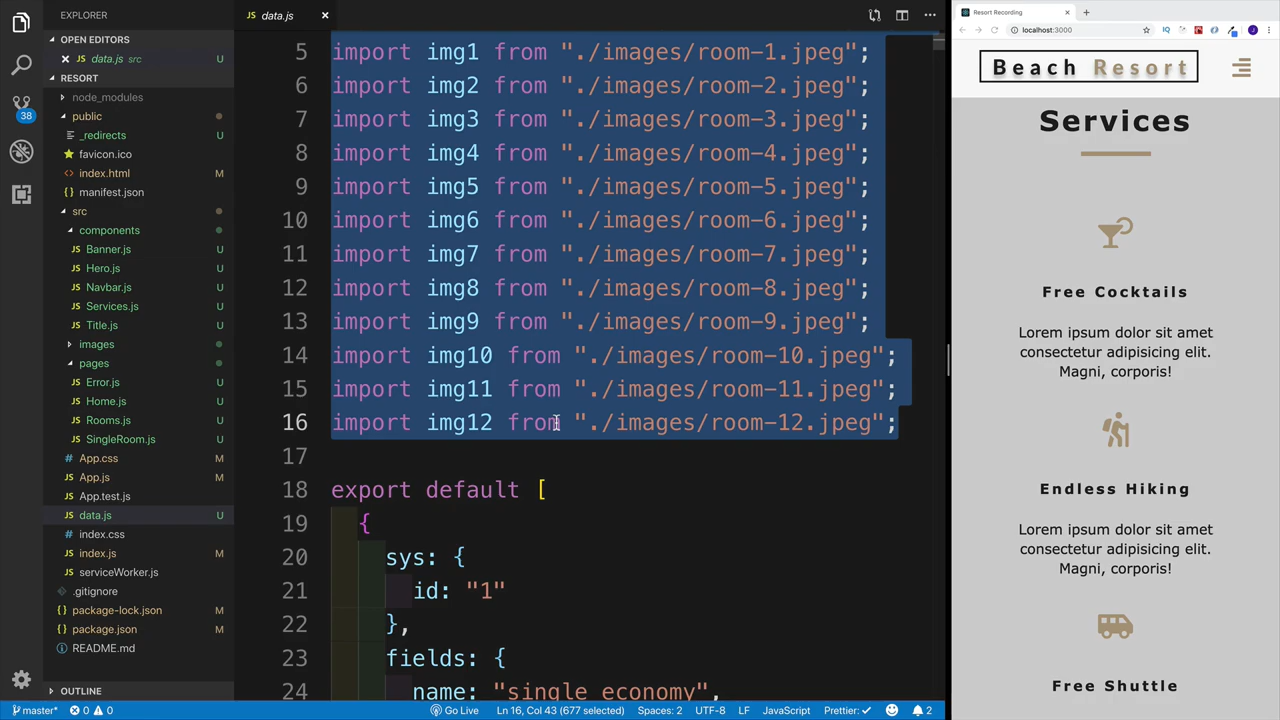 EXPLORER
OPEN EDITORS
data.js src U
RESORT
node_modules
public
_redirects U
favicon.ico
index.html M
manifest.json
src
components
Banner.js U
Hero.js U
Navbar.js U
Services.js U
Title.js U
images
pages
Error.js U
Home.js U
Rooms.js U
SingleRoom.js U
App.css M
App.js M
App.test.js
data.js U
index.css
index.js M
serviceWorker.js
.gitignore
package-lock.json M
package.json M
README.md
OUTLINE
38
data.js
5 import img1 from "./images/room-1.jpeg";
6 import img2 from "./images/room-2.jpeg";
7 import img3 from "./images/room-3.jpeg";
8 import img4 from "./images/room-4.jpeg";
9 import img5 from "./images/room-5.jpeg";
10 import img6 from "./images/room-6.jpeg";
11 import img7 from "./images/room-7.jpeg";
12 import img8 from "./images/room-8.jpeg";
13 import img9 from "./images/room-9.jpeg";
14 import img10 from "./images/room-10.jpeg";
15 import img11 from "./images/room-11.jpeg";
16 import img12 from "./images/room-12.jpeg";
17
18 export default [
19 {
20 sys: {
21 id: "1"
22 },
23 fields: {
24 name: "single economy",
master* 0 0 Go Live Ln 16, Col 43 (677 selected) Spaces: 2 UTF-8 LF JavaScript Prettier: ✓ 2
Resort Recording
localhost:3000
IQ
J
Beach Resort
Services
Free Cocktails
Lorem ipsum dolor sit amet
consectetur adipisicing elit.
Magni, corporis!
Endless Hiking
Lorem ipsum dolor sit amet
consectetur adipisicing elit.
Magni, corporis!
Free Shuttle